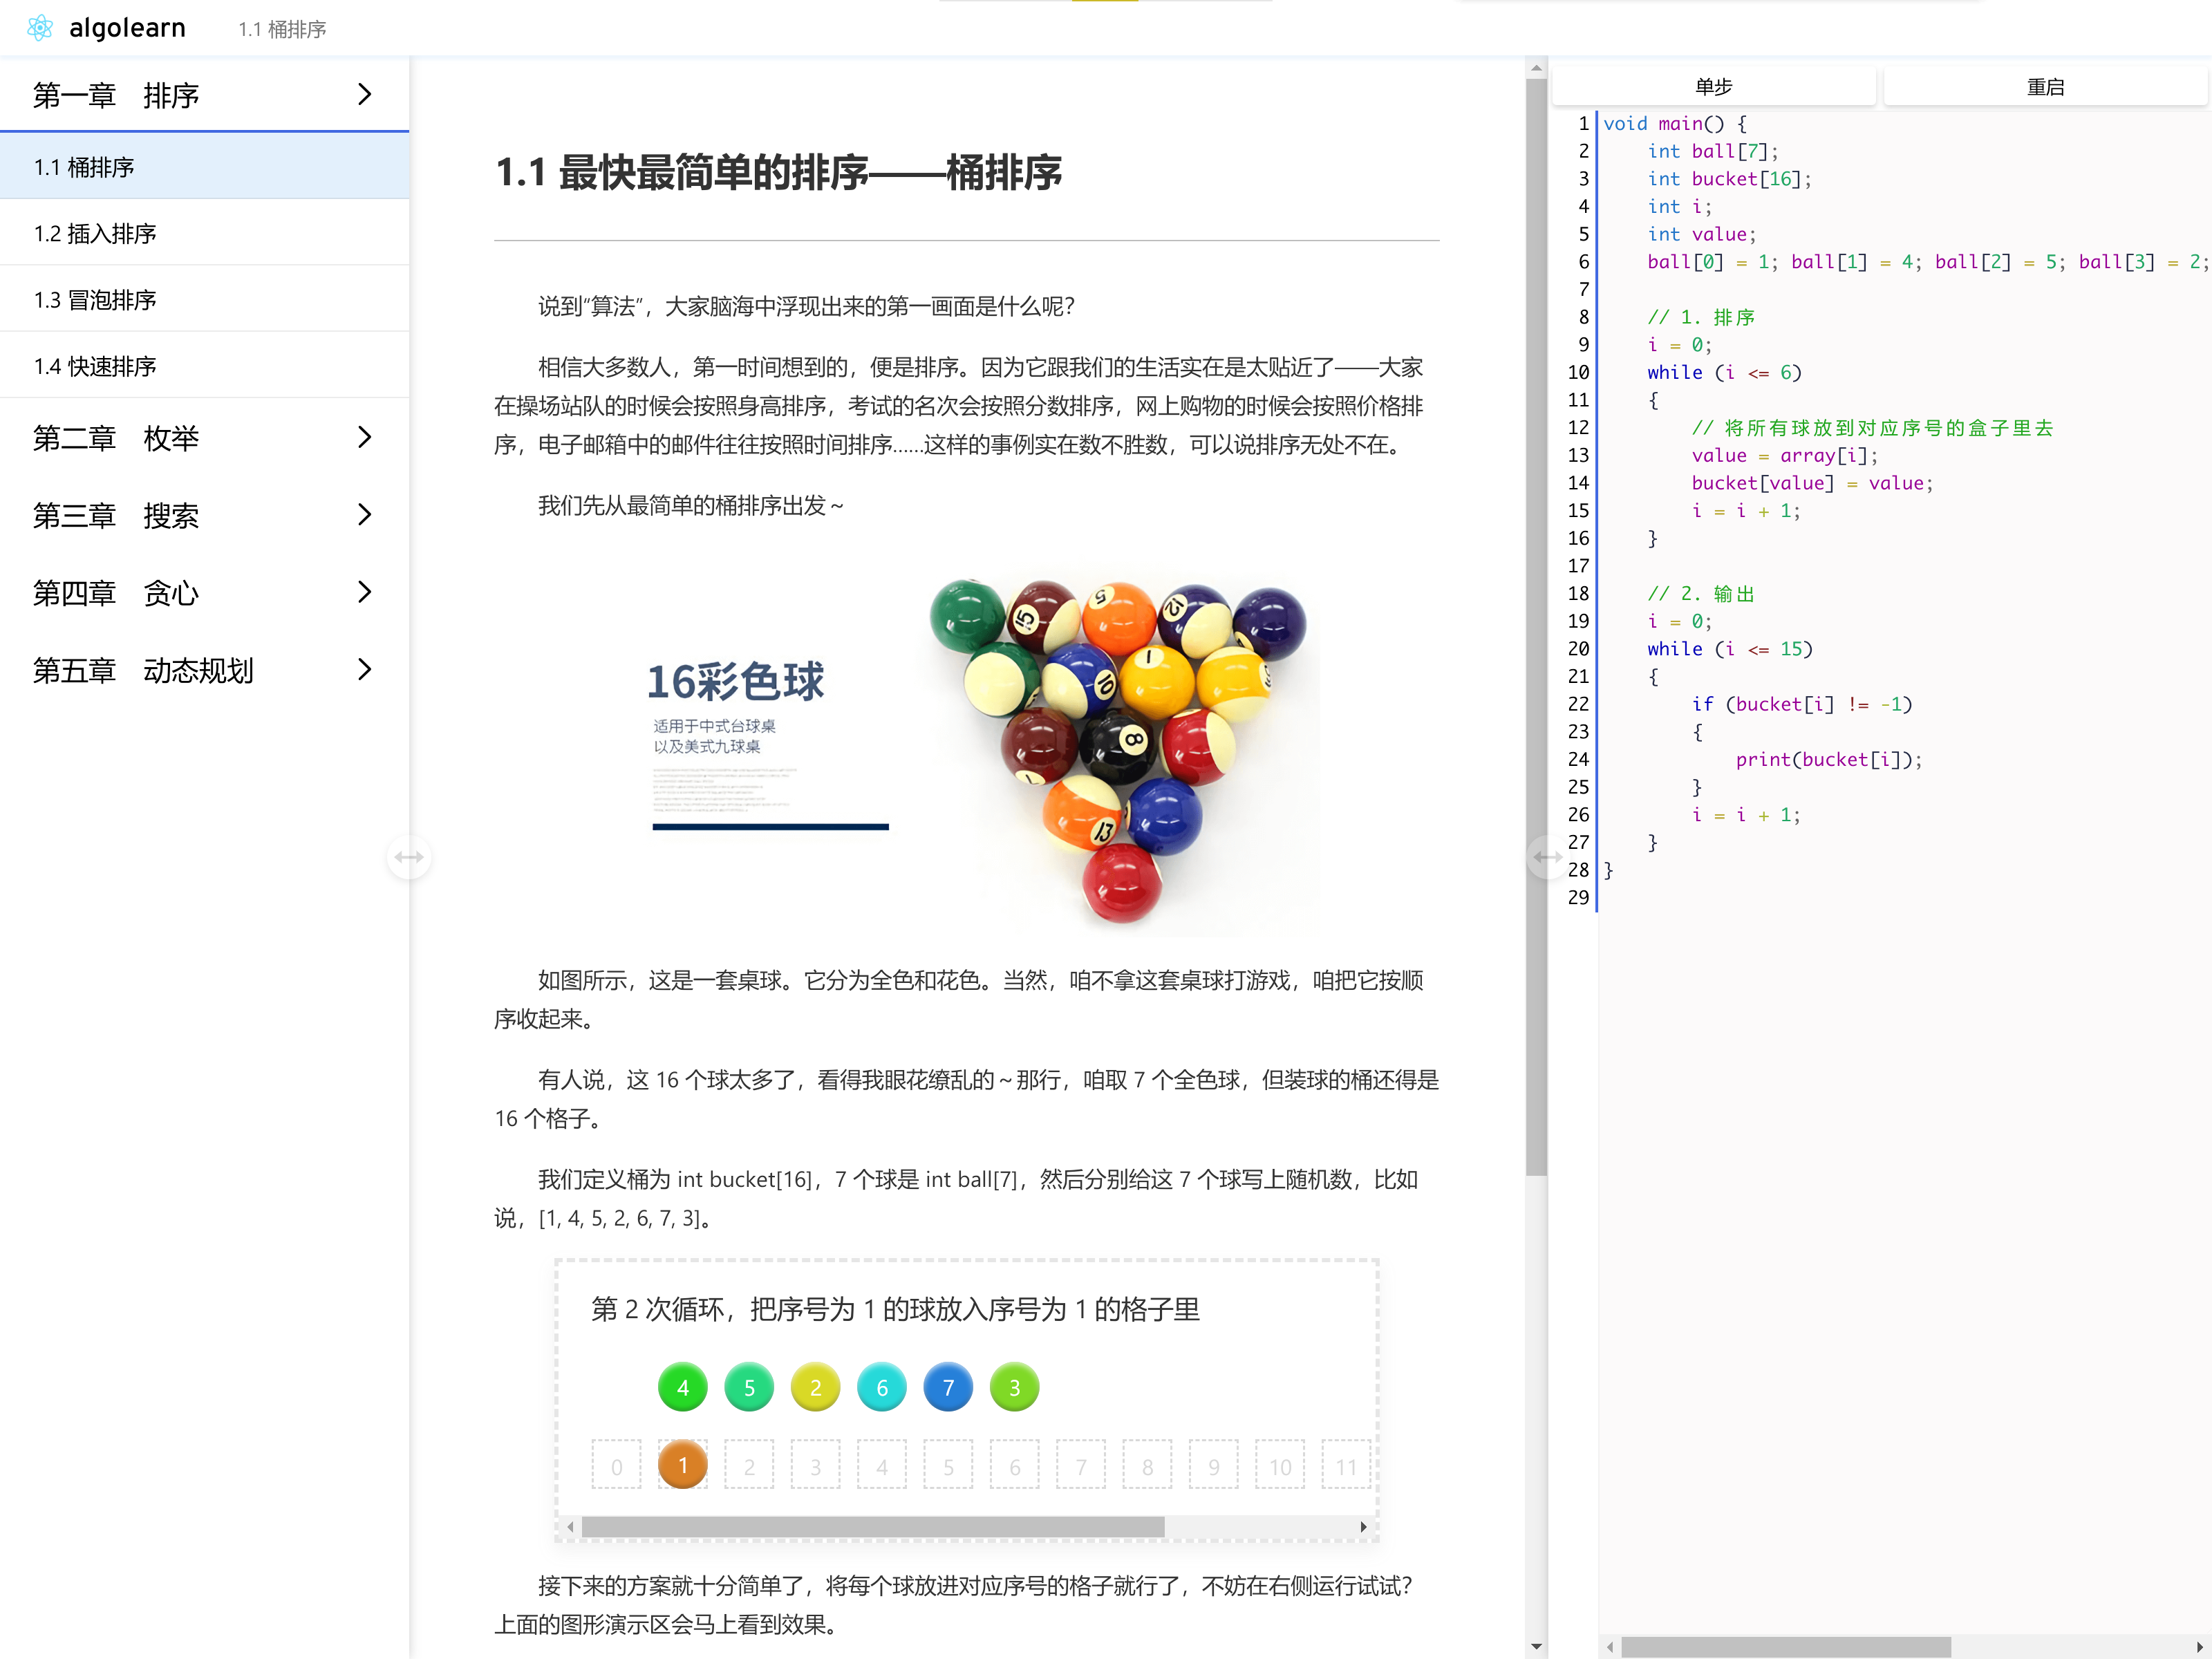 algolearn
1.1 桶排序
第一章 排序
1.1 桶排序
1.2 插入排序
1.3 冒泡排序
1.4 快速排序
第二章 枚举
第三章 搜索
第四章 贪心
第五章 动态规划
1.1 最快最简单的排序——桶排序
说到“算法”，大家脑海中浮现出来的第一画面是什么呢？
相信大多数人，第一时间想到的，便是排序。因为它跟我们的生活实在是太贴近了——大家
在操场站队的时候会按照身高排序，考试的名次会按照分数排序，网上购物的时候会按照价格排
序，电子邮箱中的邮件往往按照时间排序……这样的事例实在数不胜数，可以说排序无处不在。
我们先从最简单的桶排序出发～
16彩色球
适用于中式台球桌
以及美式九球桌
15
5
12
10
1
8
13
如图所示，这是一套桌球。它分为全色和花色。当然，咱不拿这套桌球打游戏，咱把它按顺
序收起来。
有人说，这 16 个球太多了，看得我眼花缭乱的～那行，咱取 7 个全色球，但装球的桶还得是
16 个格子。
我们定义桶为 int bucket[16]，7 个球是 int ball[7]，然后分别给这 7 个球写上随机数，比如
说，[1, 4, 5, 2, 6, 7, 3]。
第 2 次循环，把序号为 1 的球放入序号为 1 的格子里
4 5 2 6 7 3
0 1 2 3 4 5 6 7 8 9 10 11
接下来的方案就十分简单了，将每个球放进对应序号的格子就行了，不妨在右侧运行试试？
上面的图形演示区会马上看到效果。
单步 重启
1 void main() {
2 int ball[7];
3 int bucket[16];
4 int i;
5 int value;
6 ball[0] = 1; ball[1] = 4; ball[2] = 5; ball[3] = 2;
7
8 // 1. 排序
9 i = 0;
10 while (i <= 6)
11 {
12 // 将所有球放到对应序号的盒子里去
13 value = array[i];
14 bucket[value] = value;
15 i = i + 1;
16 }
17
18 // 2. 输出
19 i = 0;
20 while (i <= 15)
21 {
22 if (bucket[i] != -1)
23 {
24 print(bucket[i]);
25 }
26 i = i + 1;
27 }
28 }
29